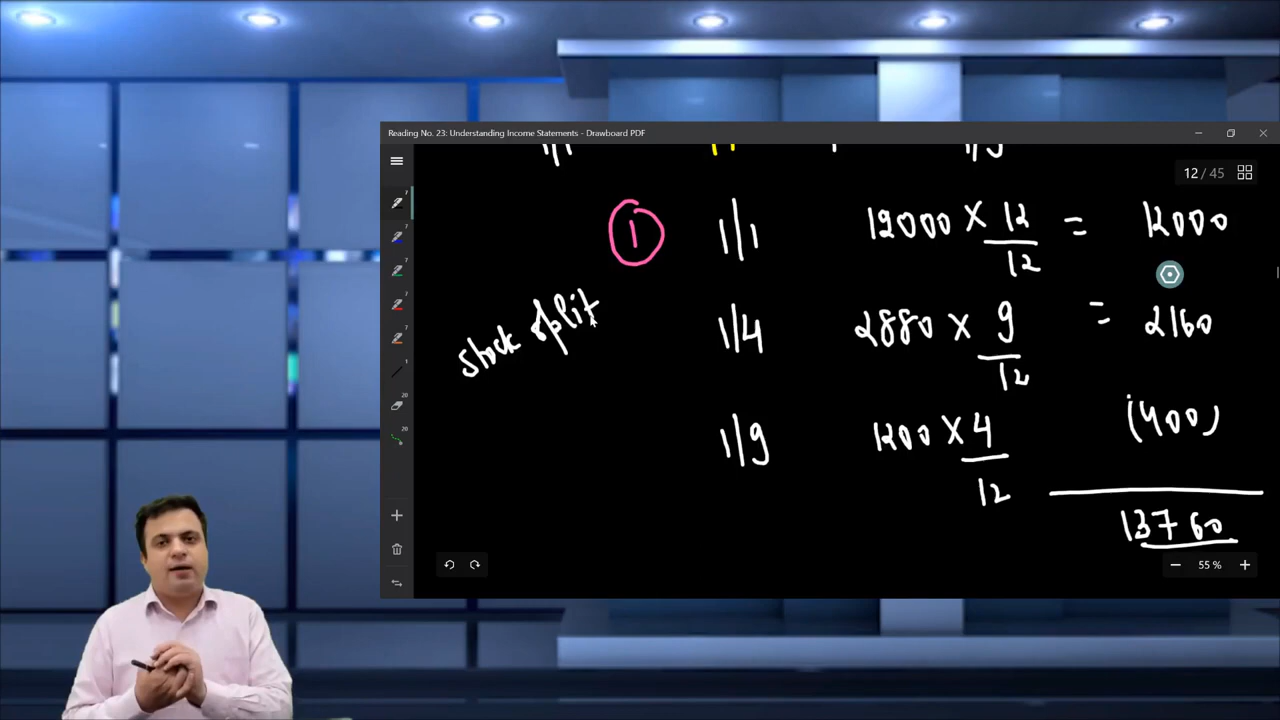 Reading No. 23: Understanding Income Statements - Drawboard PDF
12 / 45
1 1/1 12000 X 12/12 = 12000
stock split
1/4 2880 X 9/12 = 2160
1/9 1200 X 4/12 (400)
13760
55 %